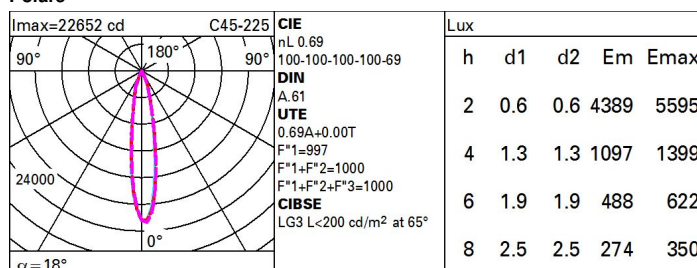 Imax=22652 cd C45-225
90° 180° 90°
24000
0°
α=18°
CIE
nL 0.69
100-100-100-100-69
DIN
A.61
UTE
0.69A+0.00T
F"1=997
F"1+F"2=1000
F"1+F"2+F"3=1000
CIBSE
LG3 L<200 cd/m² at 65°
Lux
h d1 d2 Em Emax
2 0.6 0.6 4389 5595
4 1.3 1.3 1097 1399
6 1.9 1.9 488 622
8 2.5 2.5 274 350